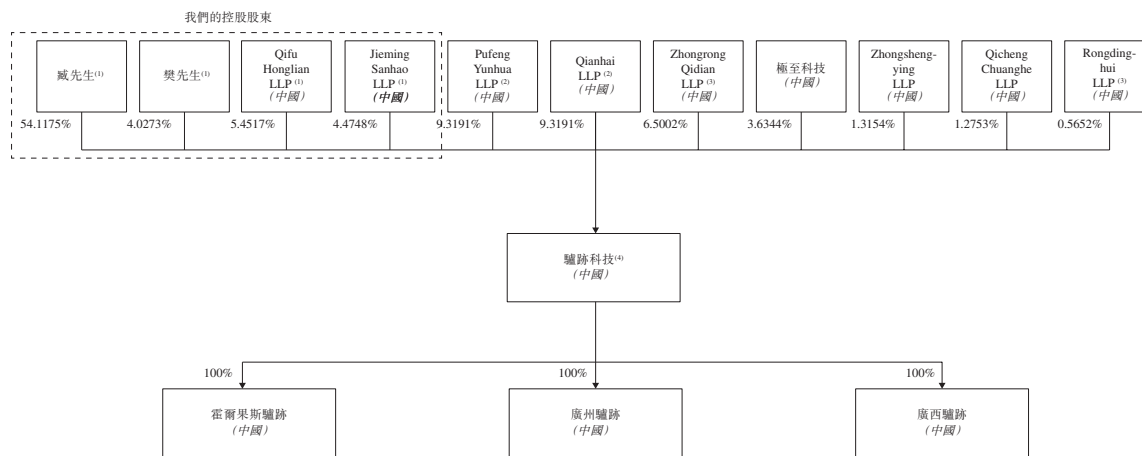 我們的控股股東
臧先生(1)
樊先生(1)
Qifu
Honglian
LLP (1)
(中國)
Jieming
Sanhao
LLP (1)
(中國)
Pufeng
Yunhua
LLP (2)
(中國)
Qianhai
LLP (2)
(中國)
Zhongrong
Qidian
LLP (3)
(中國)
極至科技
(中國)
Zhongsheng-
ying
LLP
(中國)
Qicheng
Chuanghe
LLP
(中國)
Rongding-
hui
LLP (3)
(中國)
54.1175%
4.0273%
5.4517%
4.4748%
9.3191%
9.3191%
6.5002%
3.6344%
1.3154%
1.2753%
0.5652%
驢跡科技(4)
(中國)
100%
100%
100%
霍爾果斯驢跡
(中國)
廣州驢跡
(中國)
廣西驢跡
(中國)